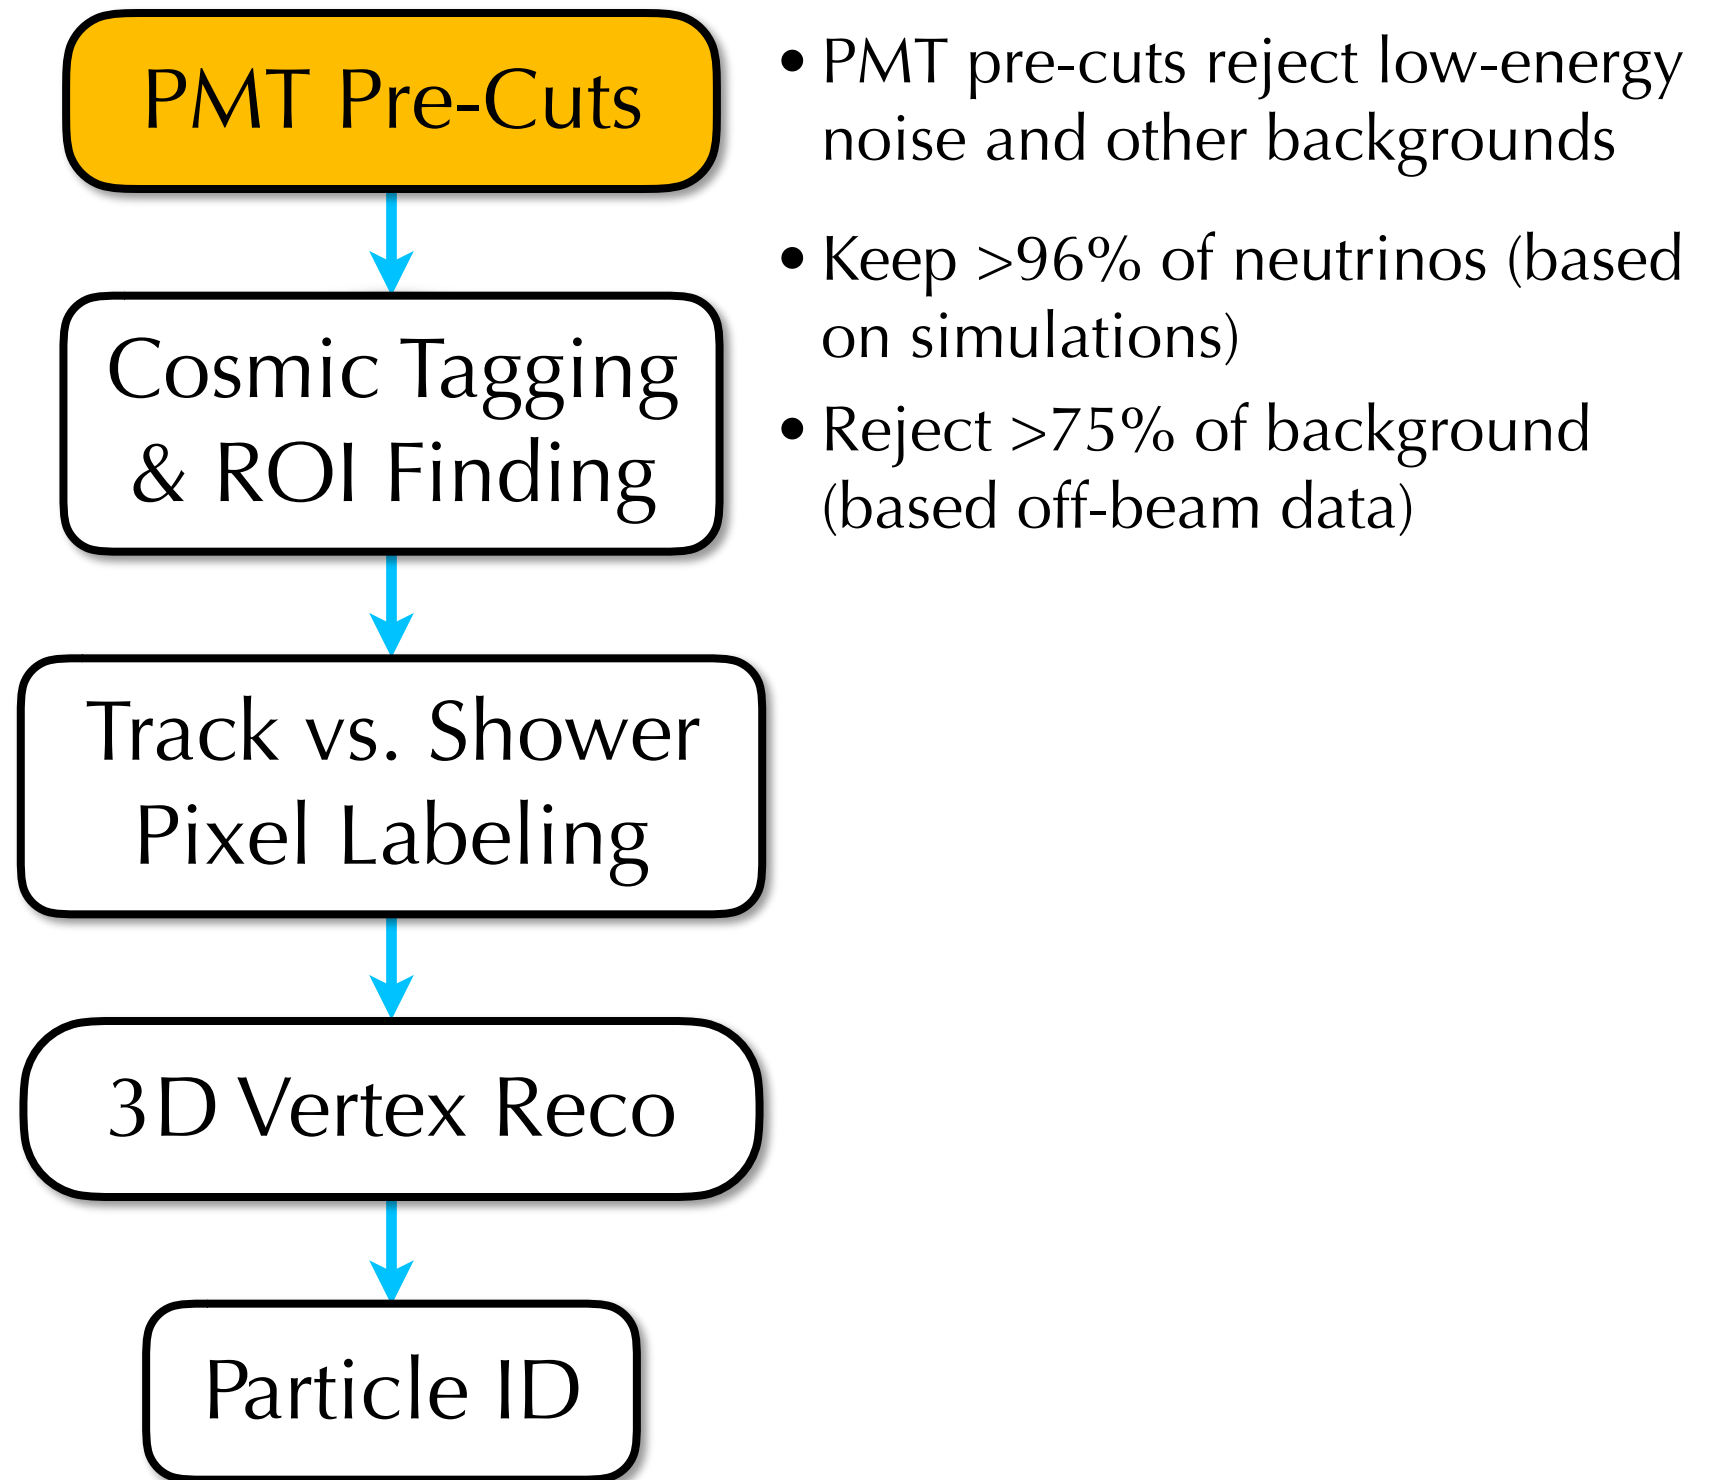 PMT Pre-Cuts
Cosmic Tagging
& ROI Finding
Track vs. Shower
Pixel Labeling
3D Vertex Reco
Particle ID
• PMT pre-cuts reject low-energy
noise and other backgrounds
• Keep >96% of neutrinos (based
on simulations)
• Reject >75% of background
(based off-beam data)